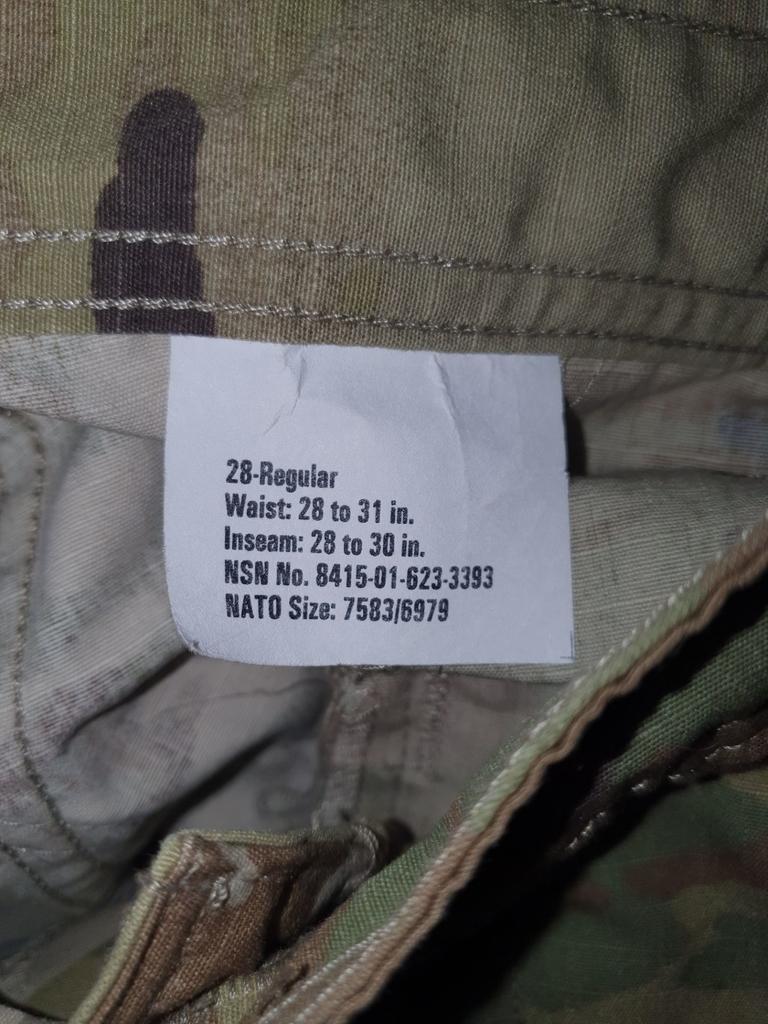 28-Regular
Waist: 28 to 31 in.
Inseam: 28 to 30 in.
NSN No. 8415-01-623-3393
NATO Size: 7583/6979